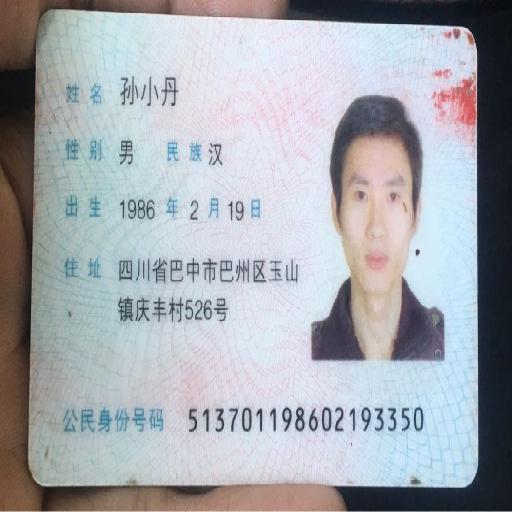 姓名 孙小丹
性别 男 民族 汉
出生 1986 年 2 月 19 日
住址 四川省巴中市巴州区玉山
镇庆丰村526号
公民身份号码 513701198602193350